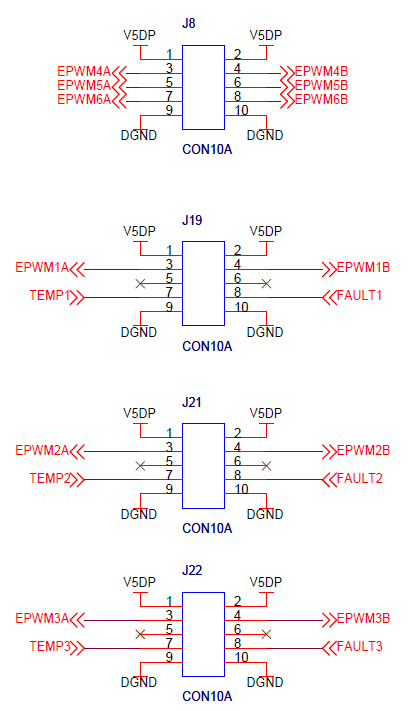 J8
V5DP V5DP
1 2
EPWM4A 3 4 EPWM4B
EPWM5A 5 6 EPWM5B
EPWM6A 7 8 EPWM6B
9 10
DGND DGND
CON10A
J19
V5DP V5DP
1 2
EPWM1A 3 4 EPWM1B
5 6
TEMP1 7 8 FAULT1
9 10
DGND DGND
CON10A
J21
V5DP V5DP
1 2
EPWM2A 3 4 EPWM2B
5 6
TEMP2 7 8 FAULT2
9 10
DGND DGND
CON10A
J22
V5DP V5DP
1 2
EPWM3A 3 4 EPWM3B
5 6
TEMP3 7 8 FAULT3
9 10
DGND DGND
CON10A